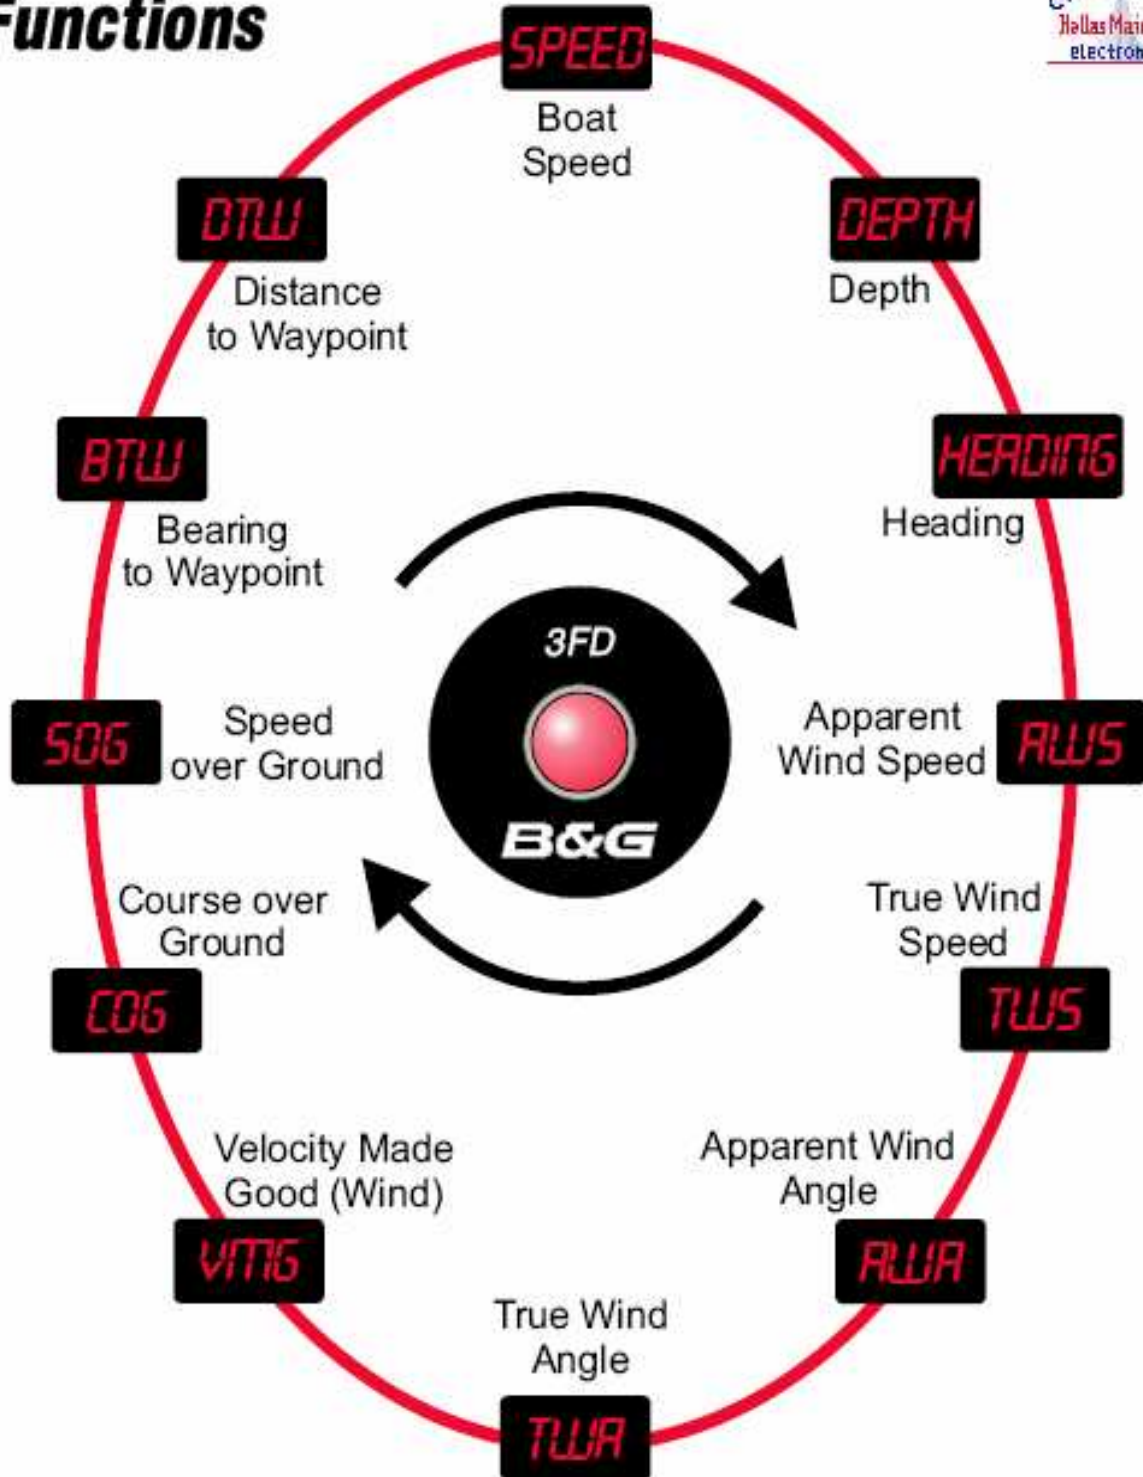 Functions
Hellas
SPEED
Boat
Speed
DEPTH
Depth
HEADING
Heading
Apparent
Wind Speed
AWS
True Wind
Speed
TWS
Apparent Wind
Angle
AWA
True Wind
Angle
TWA
Velocity Made
Good (Wind)
VMG
Course over
Ground
COG
SOG
Speed
over Ground
BTW
Bearing
to Waypoint
DTW
Distance
to Waypoint
3FD
B&G